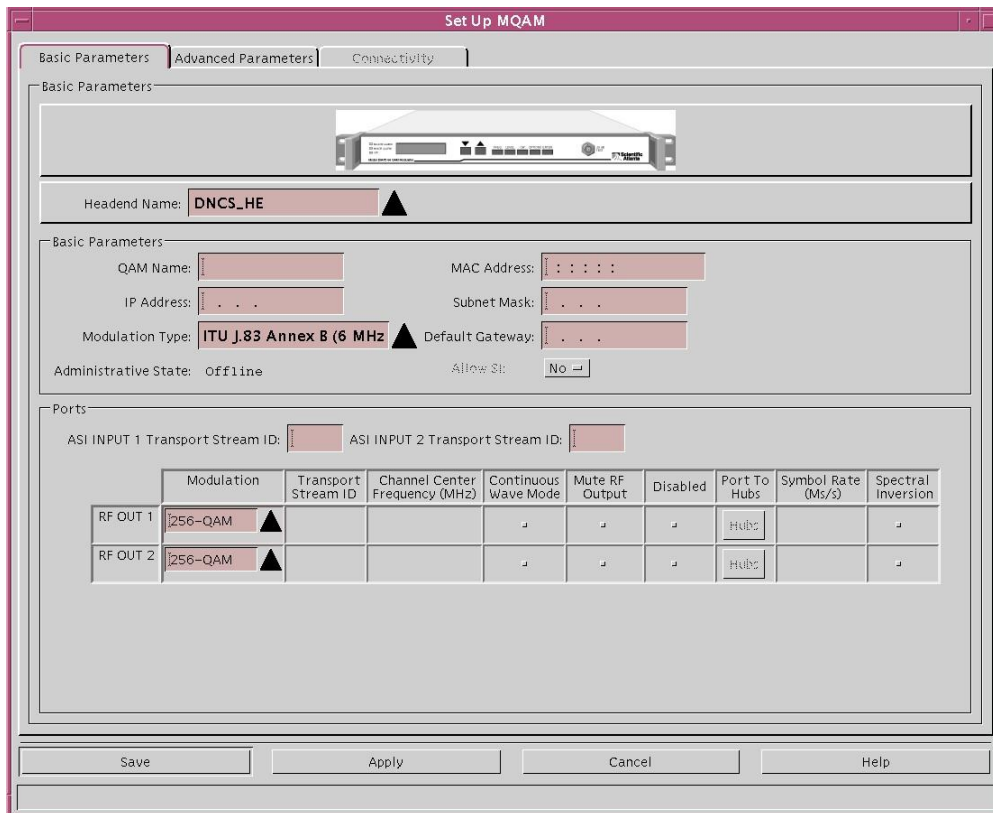 Set Up MQAM
Basic Parameters Advanced Parameters Connectivity
Basic Parameters
Scientific Atlanta
Headend Name: DNCS_HE
Basic Parameters
QAM Name: MAC Address: : : : : :
IP Address: . . . Subnet Mask: . . .
Modulation Type: ITU J.83 Annex B (6 MHz Default Gateway: . . .
Administrative State: Offline Allow SI: No
Ports
ASI INPUT 1 Transport Stream ID: ASI INPUT 2 Transport Stream ID:
Modulation Transport Stream ID Channel Center Frequency (MHz) Continuous Wave Mode Mute RF Output Disabled Port To Hubs Symbol Rate (Ms/s) Spectral Inversion
RF OUT 1 256-QAM Hubs
RF OUT 2 256-QAM Hubs
Save Apply Cancel Help